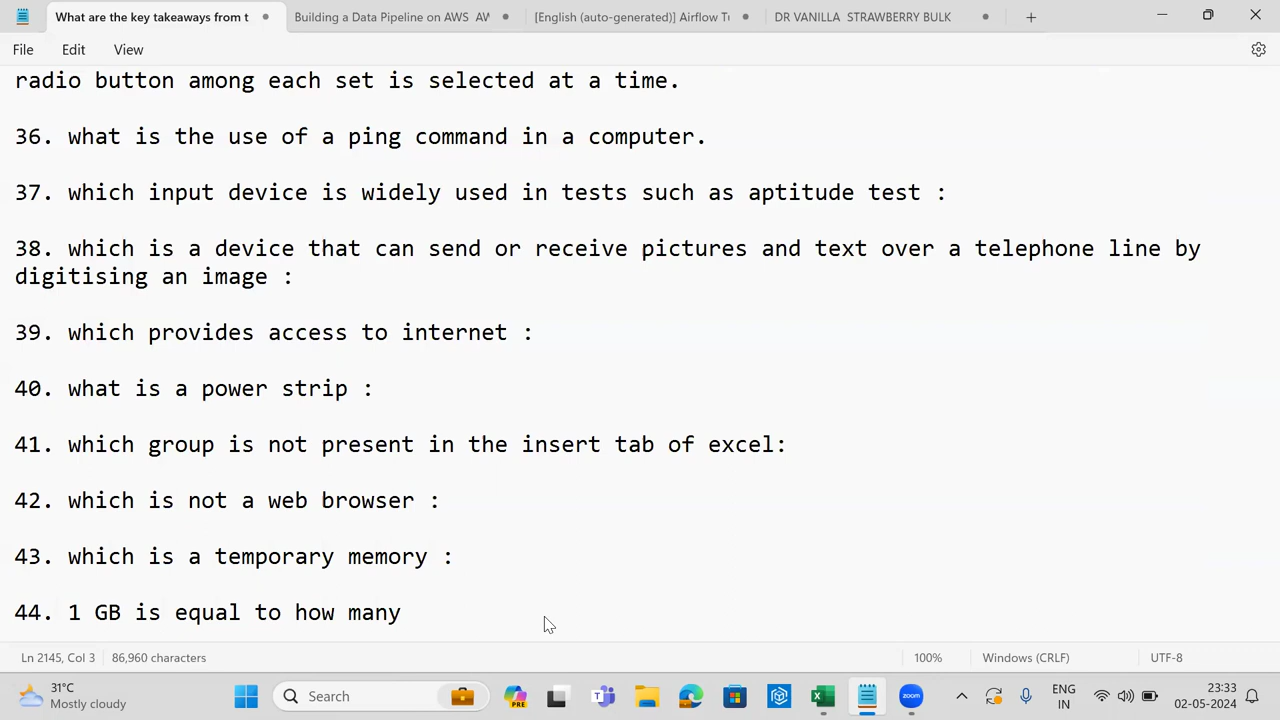 What are the key takeaways from t
Building a Data Pipeline on AWS AW
[English (auto-generated)] Airflow Tu
DR VANILLA STRAWBERRY BULK
File Edit View
radio button among each set is selected at a time.
36. what is the use of a ping command in a computer.
37. which input device is widely used in tests such as aptitude test :
38. which is a device that can send or receive pictures and text over a telephone line by
digitising an image :
39. which provides access to internet :
40. what is a power strip :
41. which group is not present in the insert tab of excel:
42. which is not a web browser :
43. which is a temporary memory :
44. 1 GB is equal to how many
Ln 2145, Col 3 86,960 characters 100% Windows (CRLF) UTF-8
31°C
Mostly cloudy
Search
PRE
zoom
ENG
IN
23:33
02-05-2024